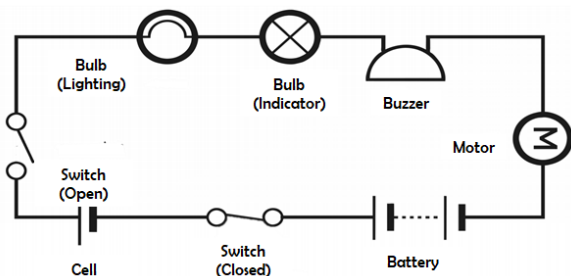 Bulb
(Lighting)
Bulb
(Indicator)
Buzzer
M
Motor
Switch
(Open)
Cell
Switch
(Closed)
Battery